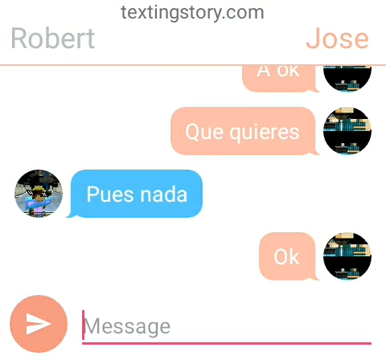 textingstory.com
Robert Jose
A ok
Que quieres
Pues nada
Ok
Message